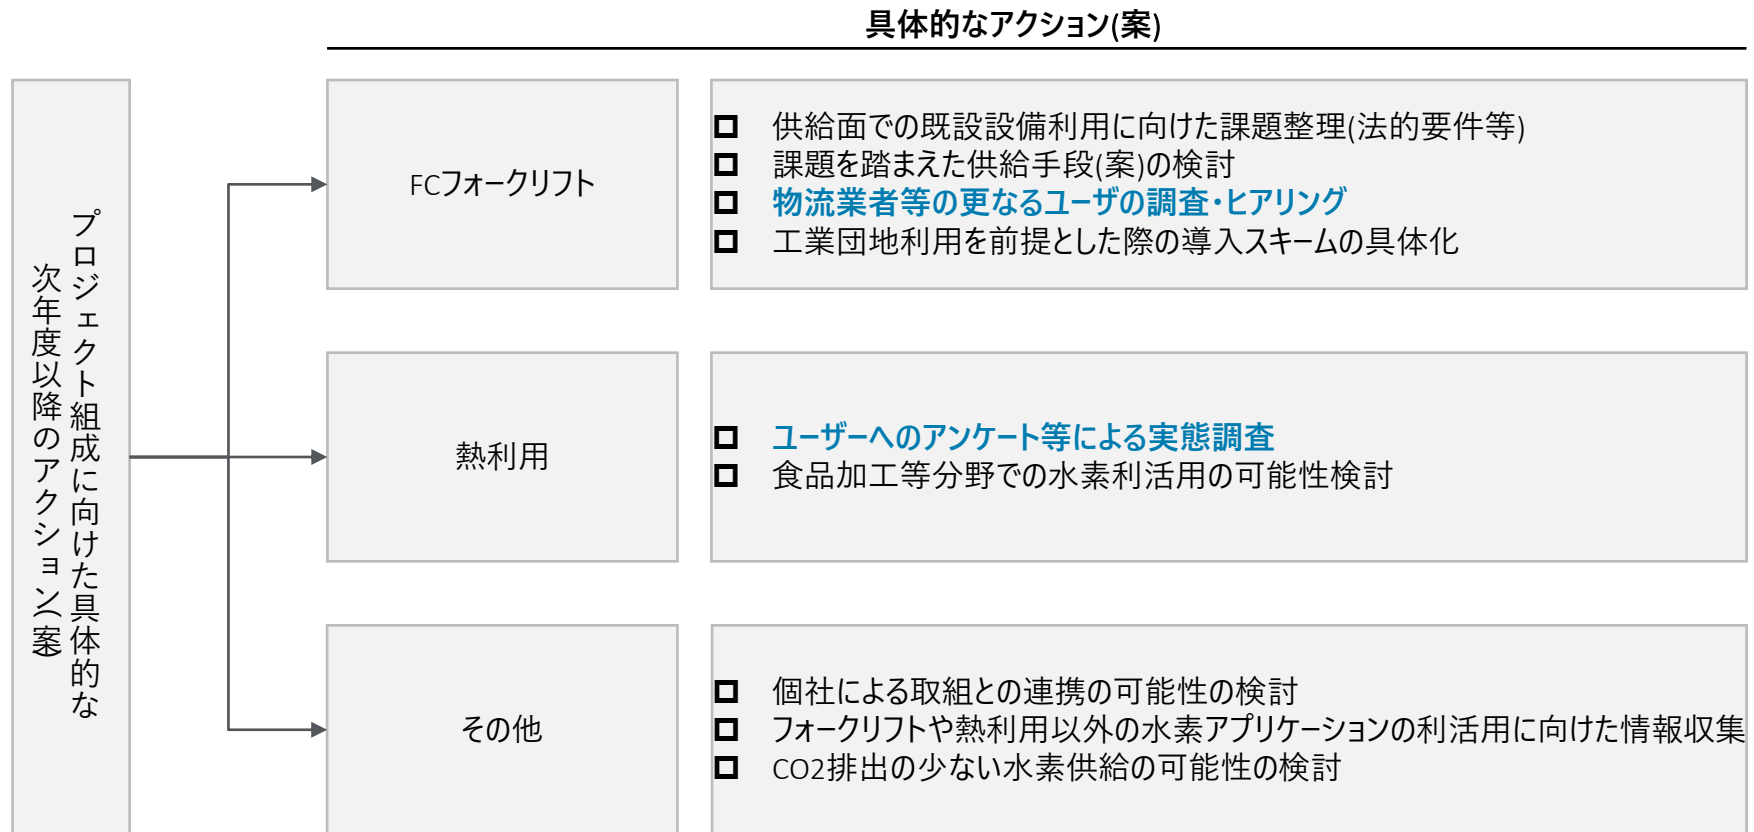 具体的なアクション(案)
プロジェクト組成に向けた具体的な
次年度以降のアクション(案)
FCフォークリフト
供給面での既設設備利用に向けた課題整理(法的要件等)
課題を踏まえた供給手段(案)の検討
物流業者等の更なるユーザの調査・ヒアリング
工業団地利用を前提とした際の導入スキームの具体化
熱利用
ユーザーへのアンケート等による実態調査
食品加工等分野での水素利活用の可能性検討
その他
個社による取組との連携の可能性の検討
フォークリフトや熱利用以外の水素アプリケーションの利活用に向けた情報収集
CO2排出の少ない水素供給の可能性の検討